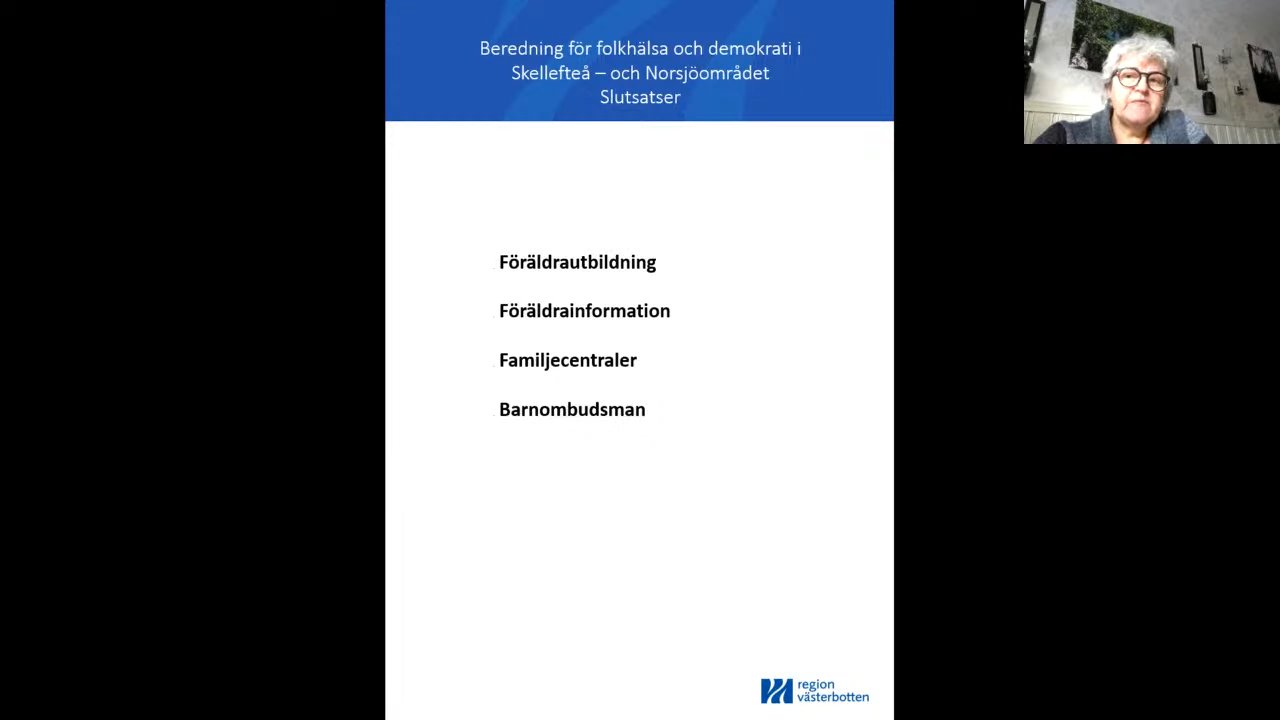 Beredning för folkhälsa och demokrati i
Skellefteå – och Norsjöområdet
Slutsatser
Föräldrautbildning
Föräldrainformation
Familjecentraler
Barnombudsman
region
västerbotten